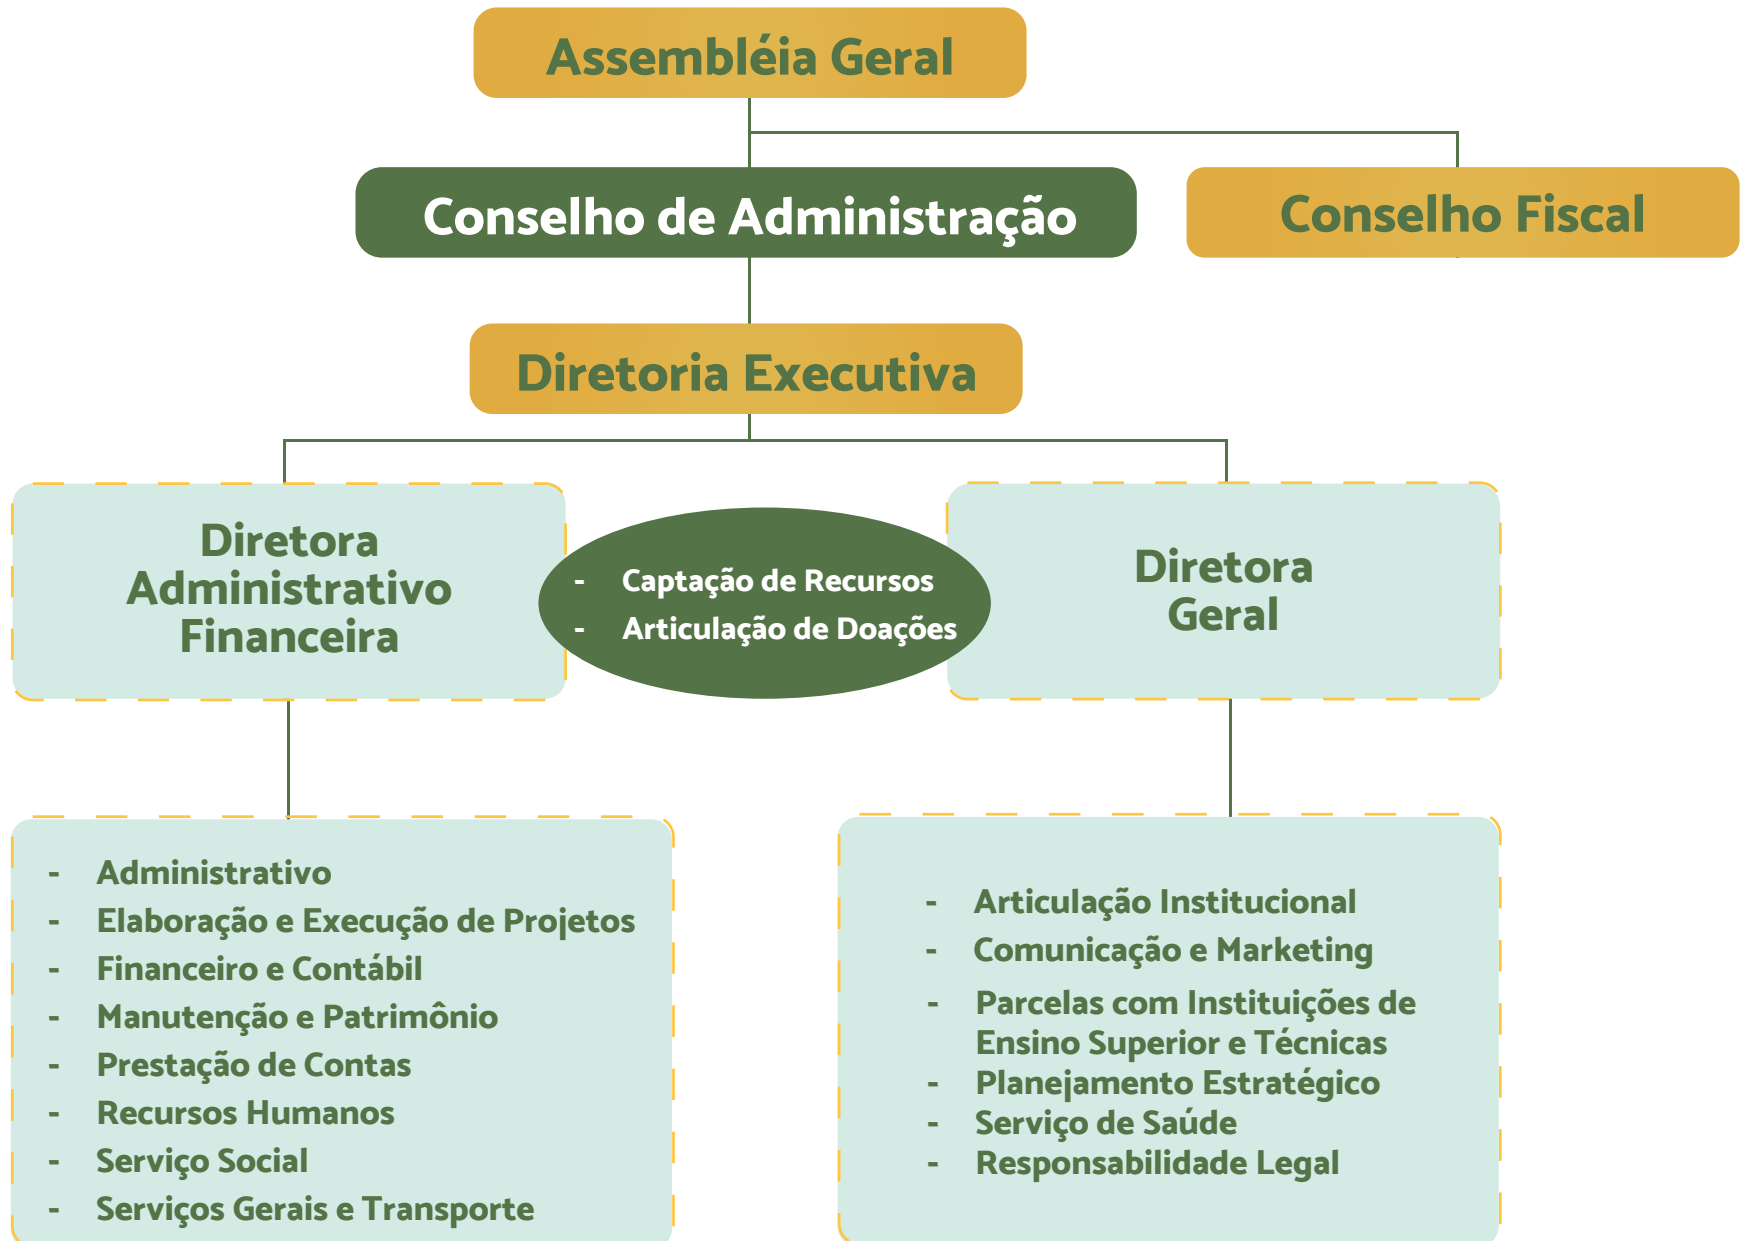 Assembléia Geral
Conselho de Administração
Conselho Fiscal
Diretoria Executiva
Diretora
Administrativo
Financeira
- Captação de Recursos
- Articulação de Doações
Diretora
Geral
- Administrativo
- Elaboração e Execução de Projetos
- Financeiro e Contábil
- Manutenção e Patrimônio
- Prestação de Contas
- Recursos Humanos
- Serviço Social
- Serviços Gerais e Transporte
- Articulação Institucional
- Comunicação e Marketing
- Parcelas com Instituições de
Ensino Superior e Técnicas
- Planejamento Estratégico
- Serviço de Saúde
- Responsabilidade Legal